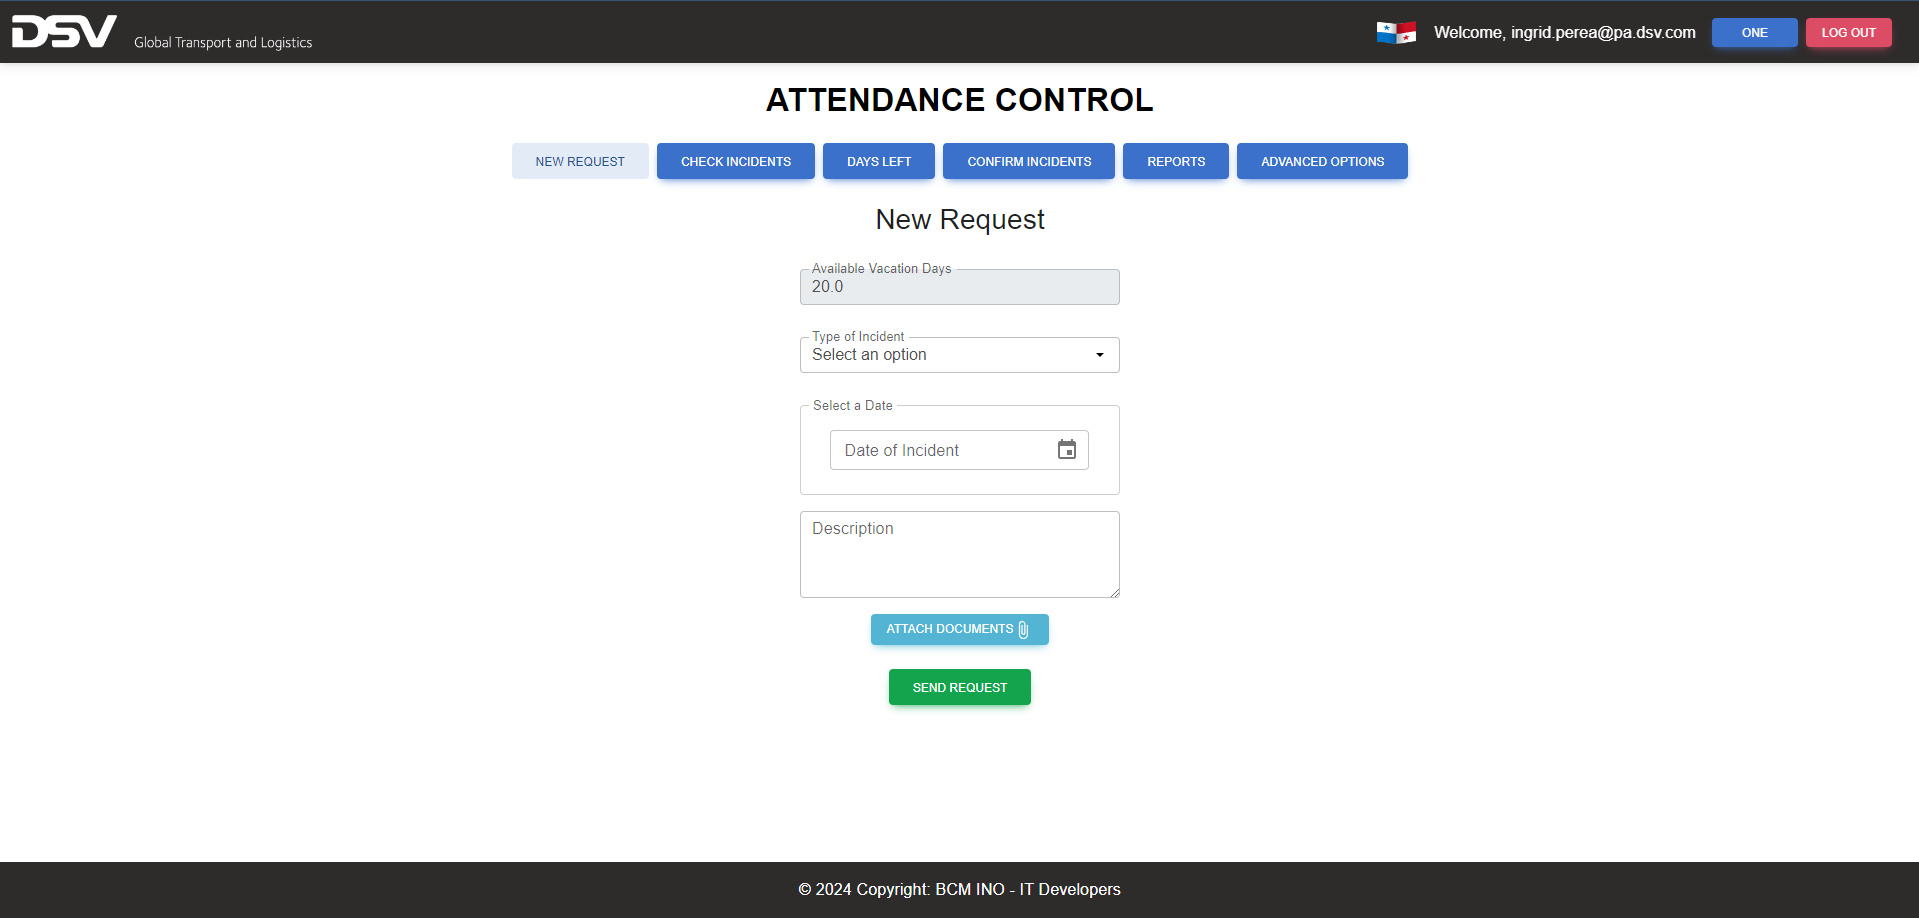 DSV Global Transport and Logistics
Welcome, ingrid.perea@pa.dsv.com ONE LOG OUT
ATTENDANCE CONTROL
NEW REQUEST CHECK INCIDENTS DAYS LEFT CONFIRM INCIDENTS REPORTS ADVANCED OPTIONS
New Request
Available Vacation Days
20.0
Type of Incident
Select an option
Select a Date
Date of Incident
Description
ATTACH DOCUMENTS
SEND REQUEST
© 2024 Copyright: BCM INO - IT Developers